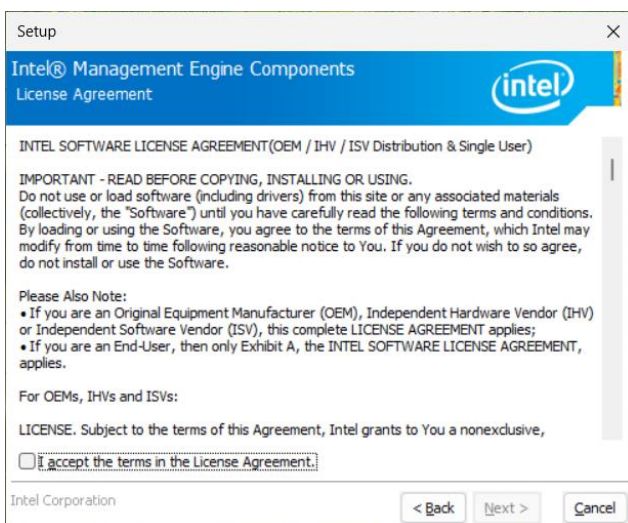 Setup
Intel® Management Engine Components
License Agreement
intel
INTEL SOFTWARE LICENSE AGREEMENT(OEM / IHV / ISV Distribution & Single User)
IMPORTANT - READ BEFORE COPYING, INSTALLING OR USING.
Do not use or load software (including drivers) from this site or any associated materials
(collectively, the "Software") until you have carefully read the following terms and conditions.
By loading or using the Software, you agree to the terms of this Agreement, which Intel may
modify from time to time following reasonable notice to You. If you do not wish to so agree,
do not install or use the Software.
Please Also Note:
• If you are an Original Equipment Manufacturer (OEM), Independent Hardware Vendor (IHV)
or Independent Software Vendor (ISV), this complete LICENSE AGREEMENT applies;
• If you are an End-User, then only Exhibit A, the INTEL SOFTWARE LICENSE AGREEMENT,
applies.
For OEMs, IHVs and ISVs:
LICENSE. Subject to the terms of this Agreement, Intel grants to You a nonexclusive,
I accept the terms in the License Agreement.
Intel Corporation
< Back Next > Cancel